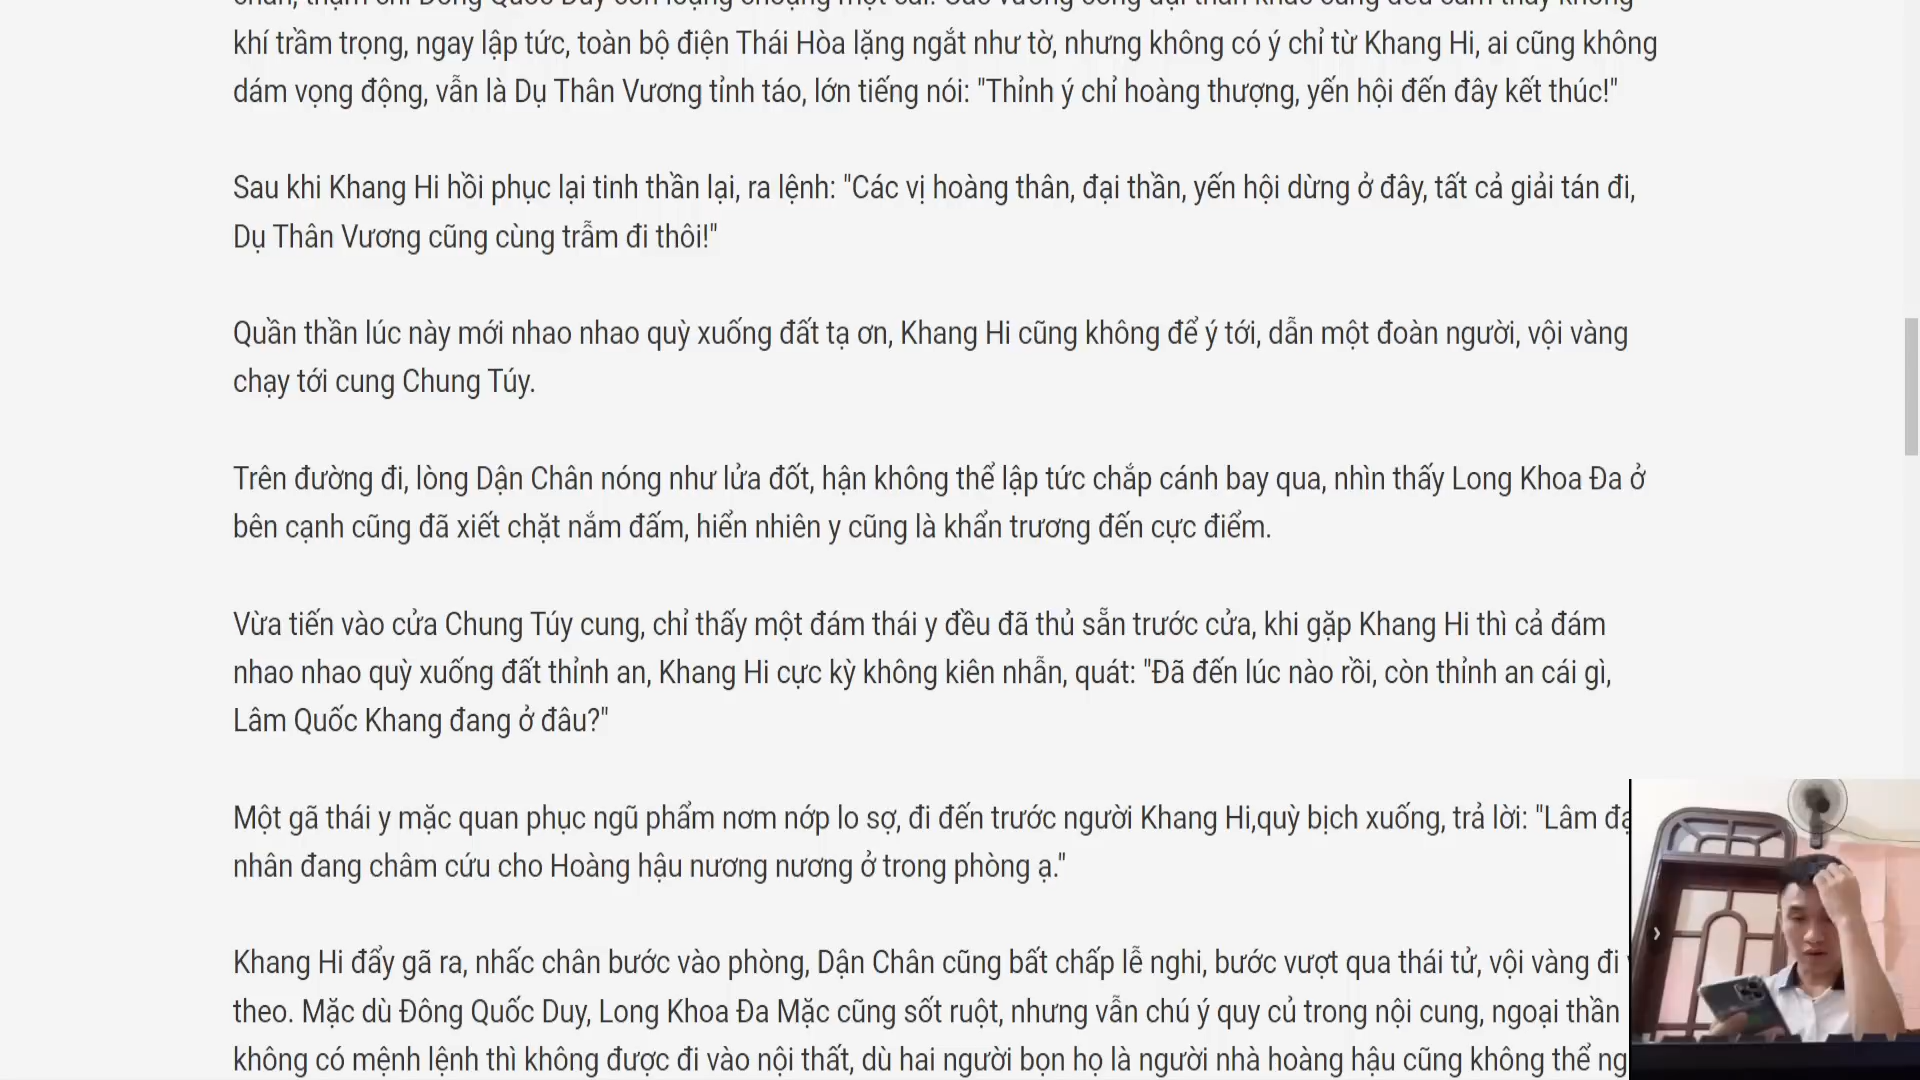 khí trầm trọng, ngay lập tức, toàn bộ điện Thái Hòa lặng ngắt như tờ, nhưng không có ý chỉ từ Khang Hi, ai cũng không
dám vọng động, vẫn là Dụ Thân Vương tỉnh táo, lớn tiếng nói: "Thỉnh ý chỉ hoàng thượng, yến hội đến đây kết thúc!"
Sau khi Khang Hi hồi phục lại tinh thần lại, ra lệnh: "Các vị hoàng thân, đại thần, yến hội dừng ở đây, tất cả giải tán đi,
Dụ Thân Vương cũng cùng trẫm đi thôi!"
Quần thần lúc này mới nhao nhao quỳ xuống đất tạ ơn, Khang Hi cũng không để ý tới, dẫn một đoàn người, vội vàng
chạy tới cung Chung Túy.
Trên đường đi, lòng Dận Chân nóng như lửa đốt, hận không thể lập tức chắp cánh bay qua, nhìn thấy Long Khoa Đa ở
bên cạnh cũng đã xiết chặt nắm đấm, hiển nhiên y cũng là khẩn trương đến cực điểm.
Vừa tiến vào cửa Chung Túy cung, chỉ thấy một đám thái y đều đã thủ sẵn trước cửa, khi gặp Khang Hi thì cả đám
nhao nhao quỳ xuống đất thỉnh an, Khang Hi cực kỳ không kiên nhẫn, quát: "Đã đến lúc nào rồi, còn thỉnh an cái gì,
Lâm Quốc Khang đang ở đâu?"
Một gã thái y mặc quan phục ngũ phẩm nơm nớp lo sợ, đi đến trước người Khang Hi,quỳ bịch xuống, trả lời: "Lâm
nhân đang châm cứu cho Hoàng hậu nương nương ở trong phòng ạ."
Khang Hi đẩy gã ra, nhấc chân bước vào phòng, Dận Chân cũng bất chấp lễ nghi, bước vượt qua thái tử, vội vàng đi
theo. Mặc dù Đông Quốc Duy, Long Khoa Đa Mặc cũng sốt ruột, nhưng vẫn chú ý quy củ trong nội cung, ngoại thần
không có mệnh lệnh thì không được đi vào nội thất, dù hai người bọn họ là người nhà hoàng hậu cũng không thể